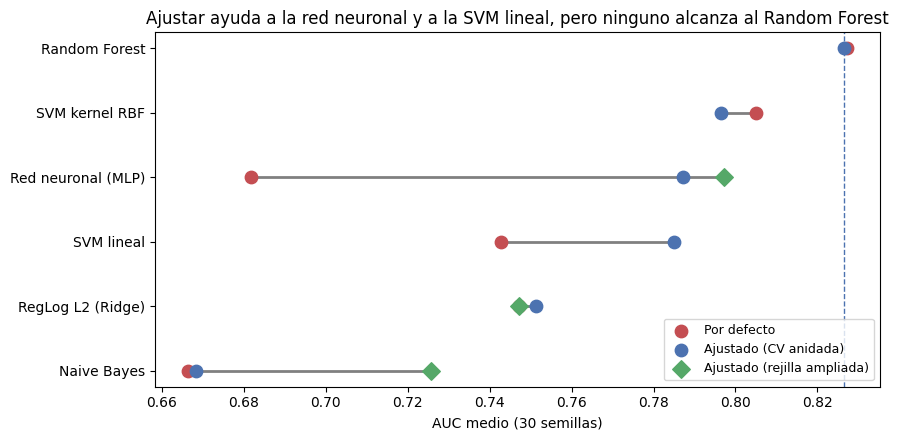 Ajustar ayuda a la red neuronal y a la SVM lineal, pero ninguno alcanza al Random Forest
Random Forest
SVM kernel RBF
Red neuronal (MLP)
SVM lineal
RegLog L2 (Ridge)
Naive Bayes
Por defecto
Ajustado (CV anidada)
Ajustado (rejilla ampliada)
0.66 0.68 0.70 0.72 0.74 0.76 0.78 0.80 0.82
AUC medio (30 semillas)